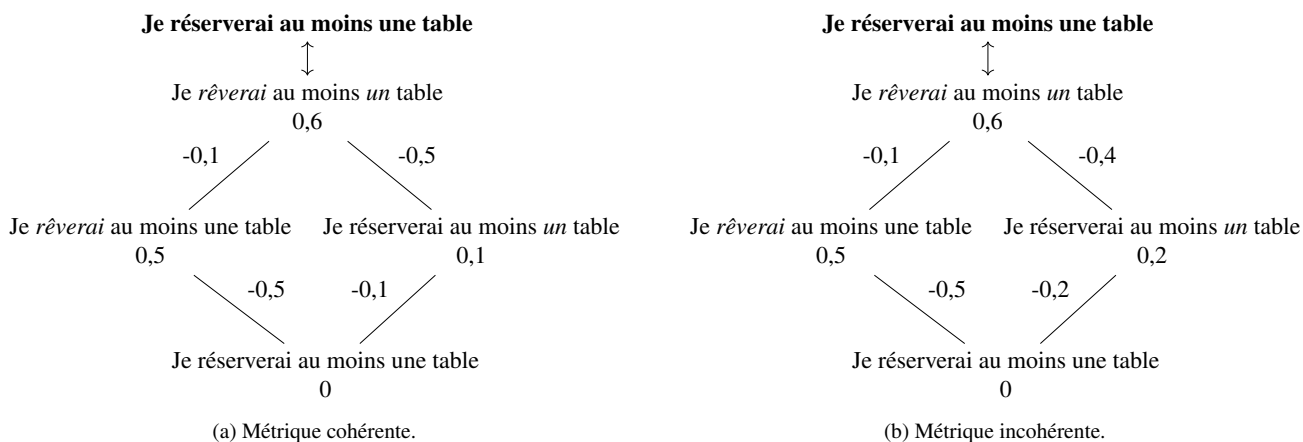 Je réserverai au moins une table
Je rêverai au moins un table
0,6
-0,1 -0,5
Je rêverai au moins une table Je réserverai au moins un table
0,5 0,1
-0,5 -0,1
Je réserverai au moins une table
0
(a) Métrique cohérente.
Je réserverai au moins une table
Je rêverai au moins un table
0,6
-0,1 -0,4
Je rêverai au moins une table Je réserverai au moins un table
0,5 0,2
-0,5 -0,2
Je réserverai au moins une table
0
(b) Métrique incohérente.